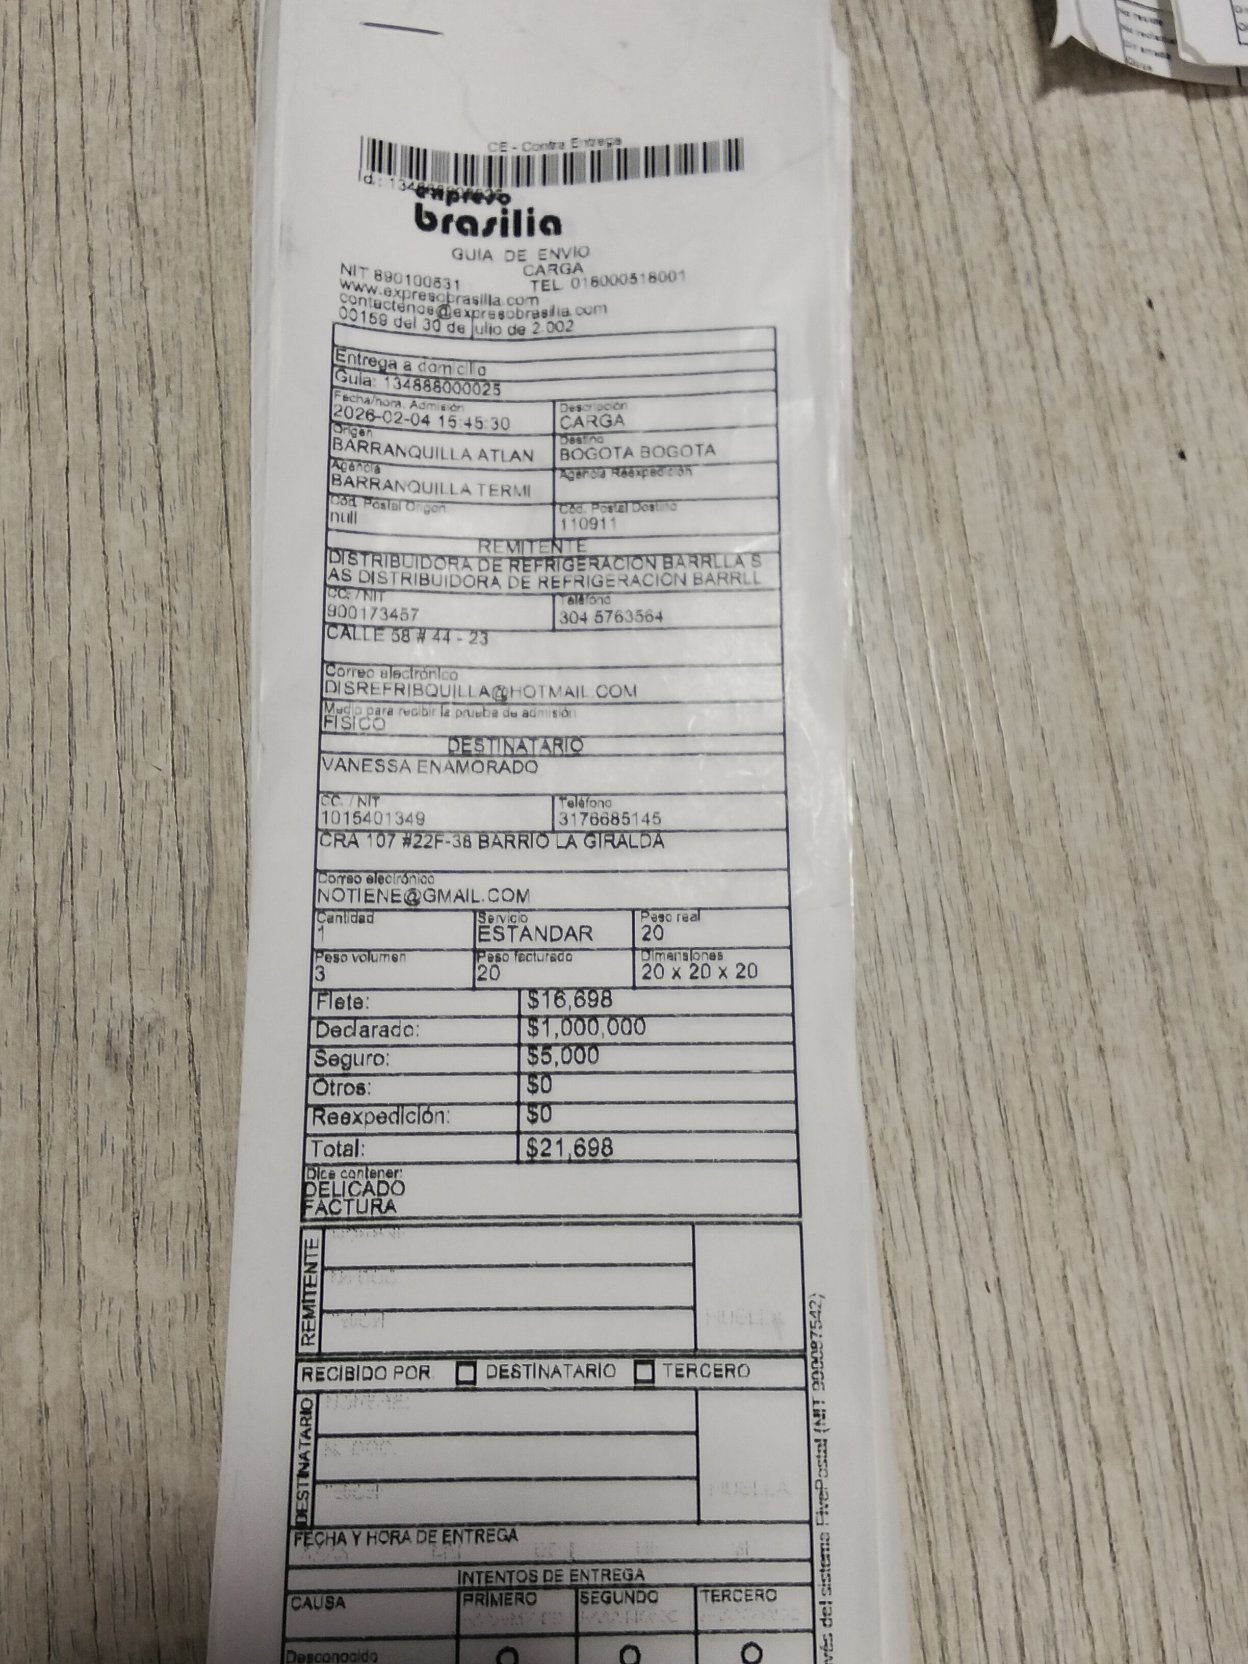 CE - Contra Entrega
expreso
brasilia
GUIA DE ENVIO
NIT 890100531 CARGA
www.expresobrasilia.com TEL. 018000518001
contactenos@expresobrasilia.com
00159 del 30 de julio de 2.002
Entrega a domicilio
Guia: 134888000025
Fecha/hora. Admisión Descripción
2026-02-04 15:45:30 CARGA
Origen Destino
BARRANQUILLA ATLAN BOGOTA BOGOTA
Agencia Agencia Reexpedición
BARRANQUILLA TERMI
Cód. Postal Origen Cód. Postal Destino
null 110911
REMITENTE
DISTRIBUIDORA DE REFRIGERACION BARRLLA S
AS DISTRIBUIDORA DE REFRIGERACION BARRLL
CC. / NIT Teléfono
900173457 304 5763564
CALLE 58 # 44 - 23
Correo electrónico
DISREFRIBQUILLA@HOTMAIL.COM
Medio para recibir la prueba de admisión
FISICO
DESTINATARIO
VANESSA ENAMORADO
CC. / NIT Teléfono
1015401349 3176685145
CRA 107 #22F-38 BARRIO LA GIRALDA
Correo electrónico
NOTIENE@GMAIL.COM
Cantidad Servicio Peso real
1 ESTANDAR 20
Peso volumen Peso facturado Dimensiones
3 20 20 x 20 x 20
Flete: $16,698
Declarado: $1,000,000
Seguro: $5,000
Otros: $0
Reexpedición: $0
Total: $21,698
Dice contener:
DELICADO
FACTURA
REMITENTE
RECIBIDO POR DESTINATARIO TERCERO
DESTINATARIO
FECHA Y HORA DE ENTREGA
INTENTOS DE ENTREGA
CAUSA PRIMERO SEGUNDO TERCERO
Desconocido
vés del sistema FivePostal (NIT 900087542)